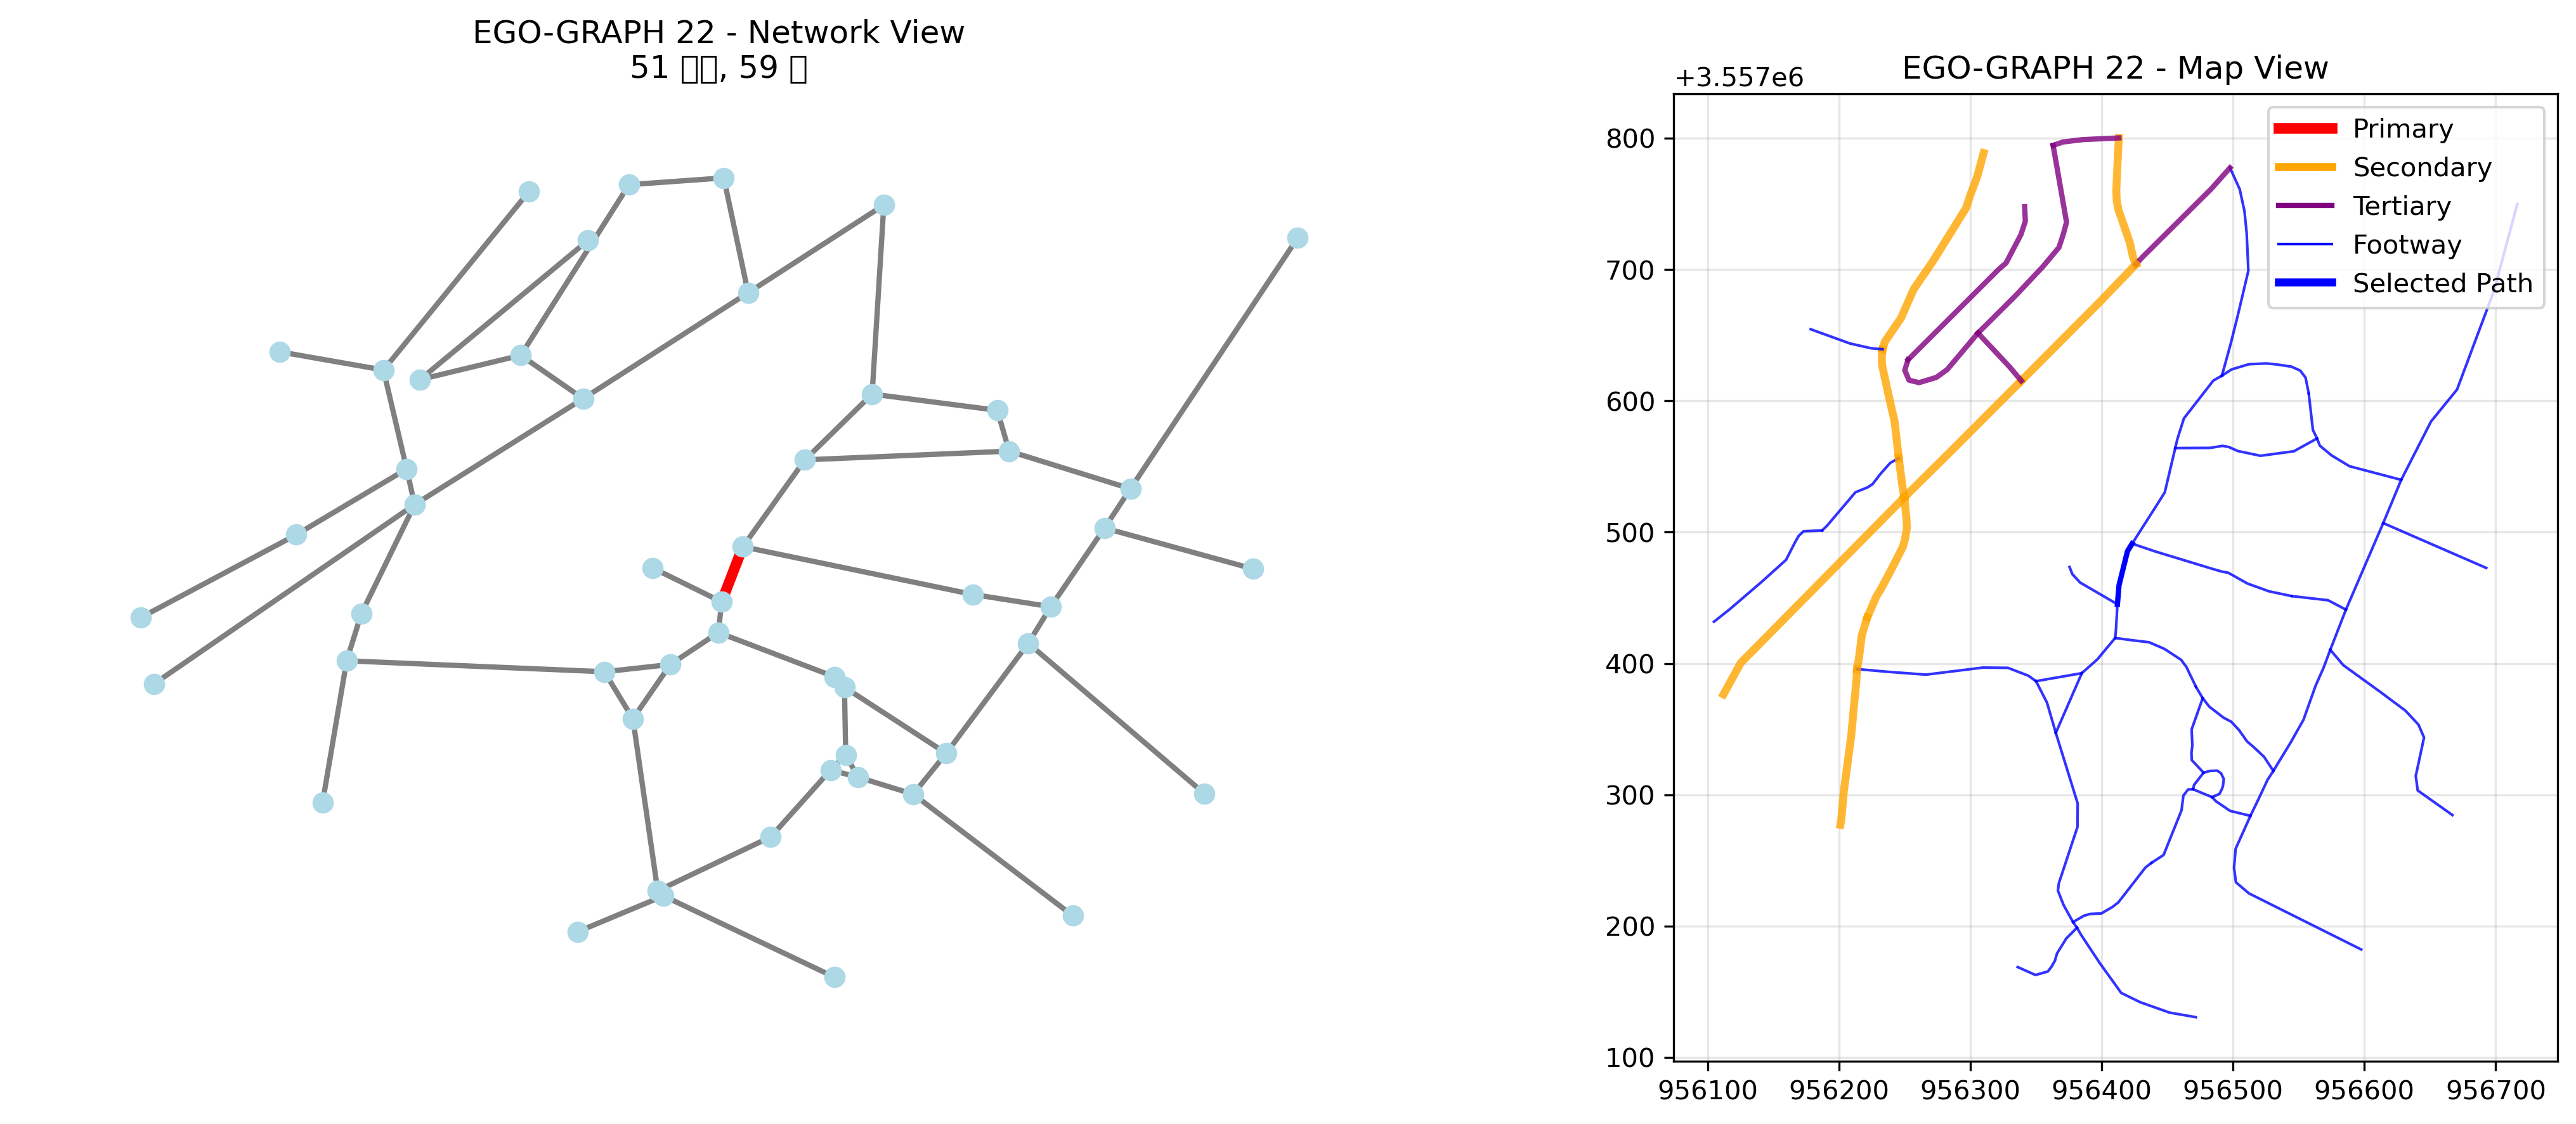 EGO-GRAPH 22 - Network View
51 , 59
EGO-GRAPH 22 - Map View
+3.557e6
Primary
Secondary
Tertiary
Footway
Selected Path
800
700
600
500
400
300
200
100
956100 956200 956300 956400 956500 956600 956700